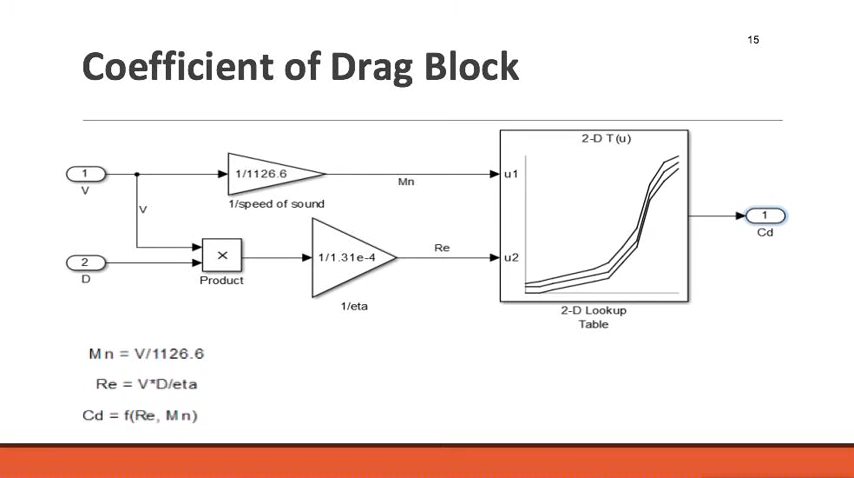 15
Coefficient of Drag Block
2-D T(u)
1
V
1/1126.6
Mn
u1
1/speed of sound
V
1
Cd
2
D
×
Product
1/1.31e-4
Re
u2
1/eta
2-D Lookup
Table
Mn = V/1126.6
Re = V*D/eta
Cd = f(Re, Mn)